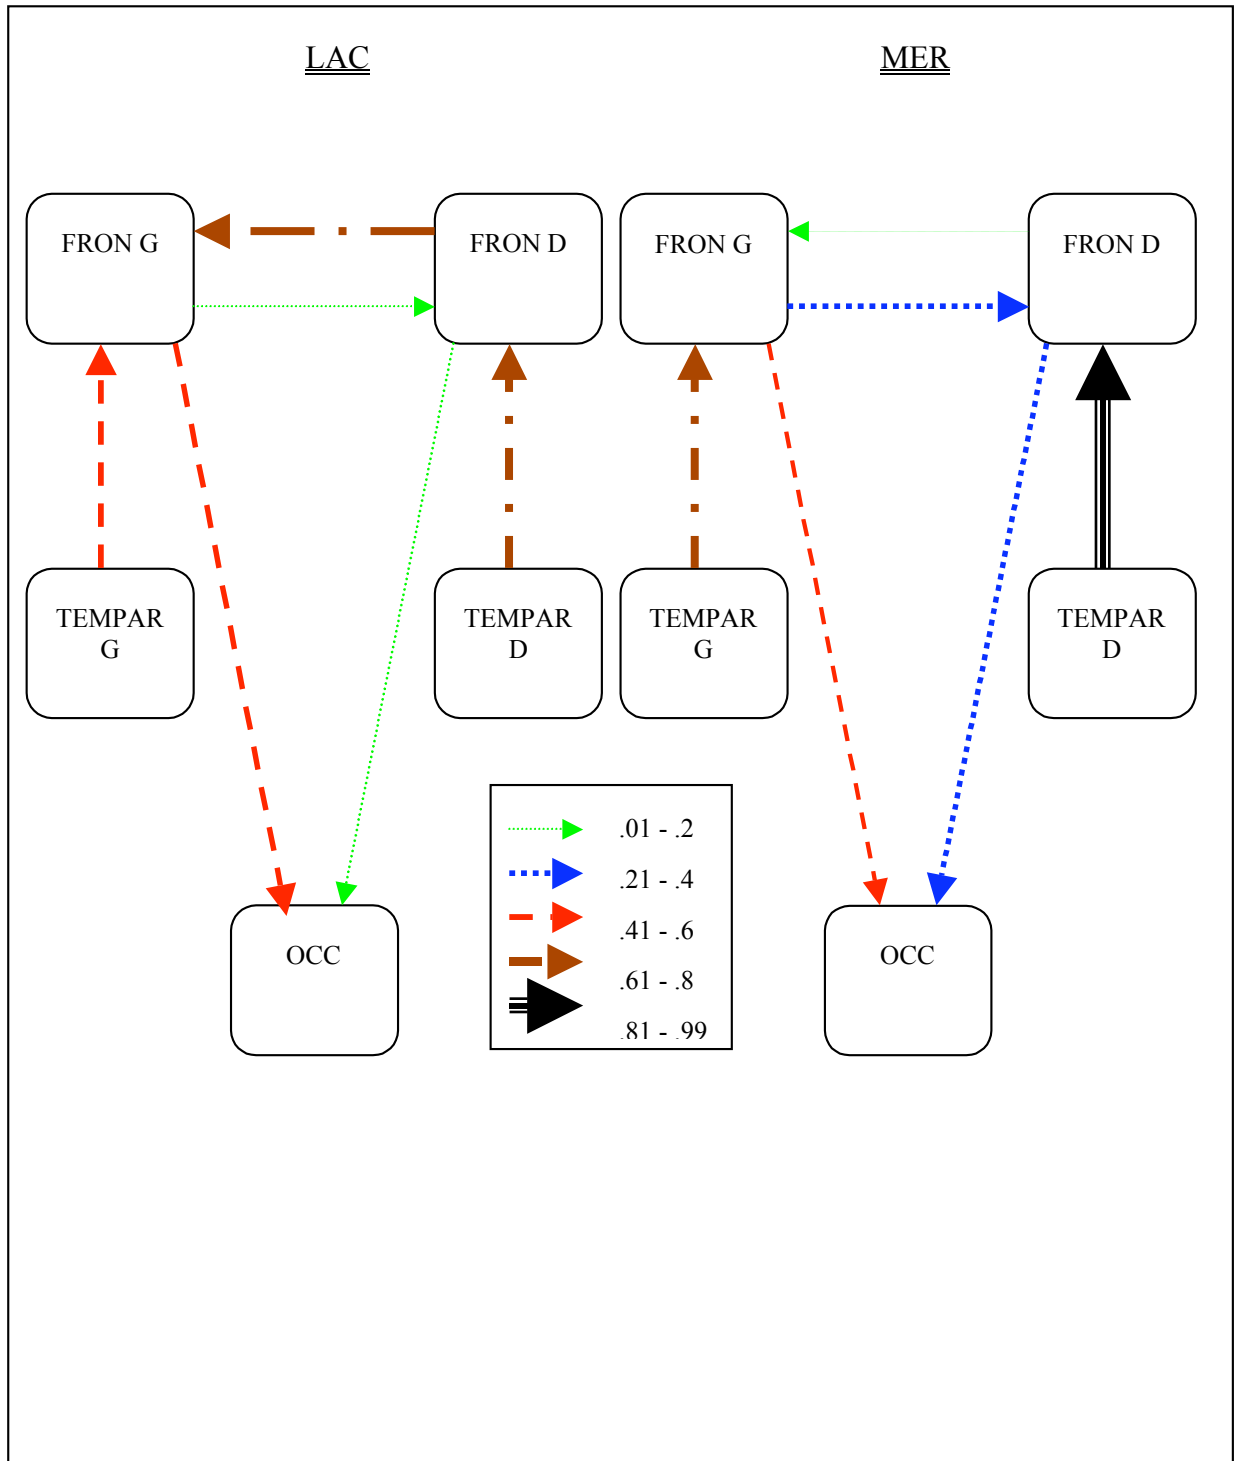 LAC
MER
FRON G
FRON D
FRON G
FRON D
TEMPAR
G
TEMPAR
D
TEMPAR
G
TEMPAR
D
.01 - .2
.21 - .4
.41 - .6
.61 - .8
.81 - .99
OCC
OCC